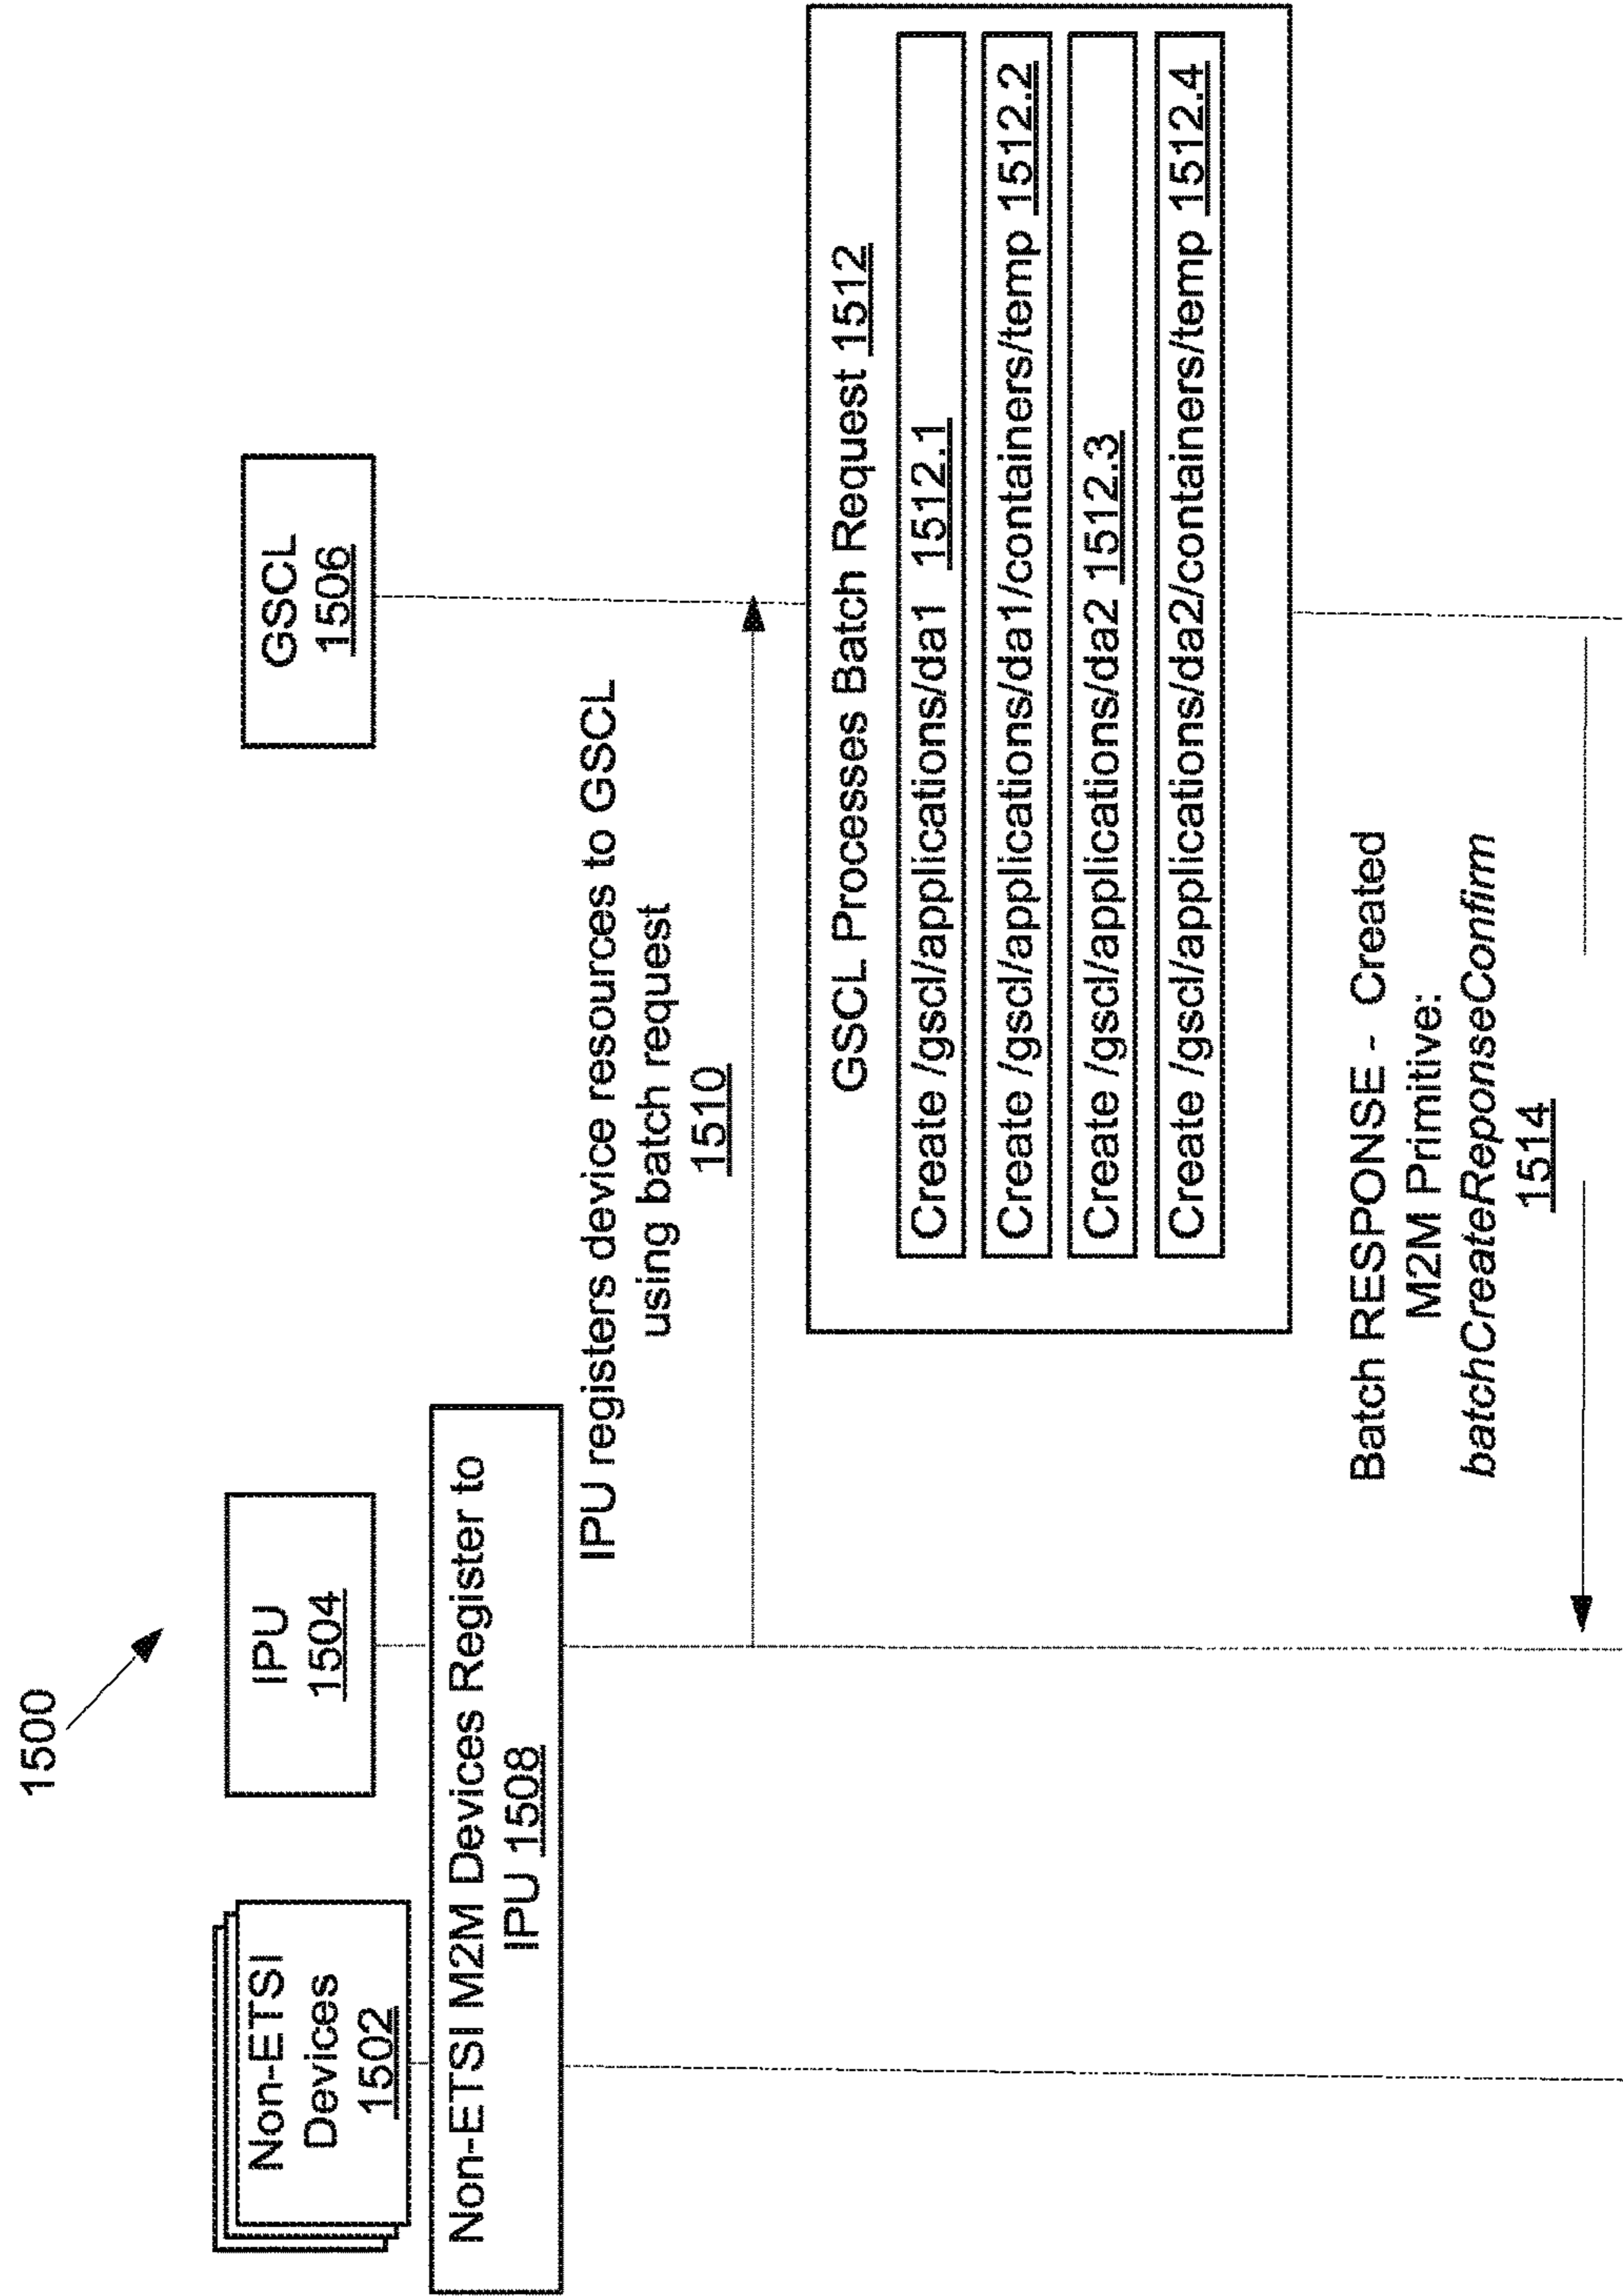 1500
Non-ETSI
Devices
1502
IPU
1504
GSCL
1506
Non-ETSI M2M Devices Register to
IPU 1508
IPU registers device resources to GSCL
using batch request
1510
GSCL Processes Batch Request 1512
Create /gscl/applications/da1 1512.1
Create /gscl/applications/da1/containers/temp 1512.2
Create /gscl/applications/da2 1512.3
Create /gscl/applications/da2/containers/temp 1512.4
Batch RESPONSE - Created
M2M Primitive:
batchCreateReponseConfirm
1514